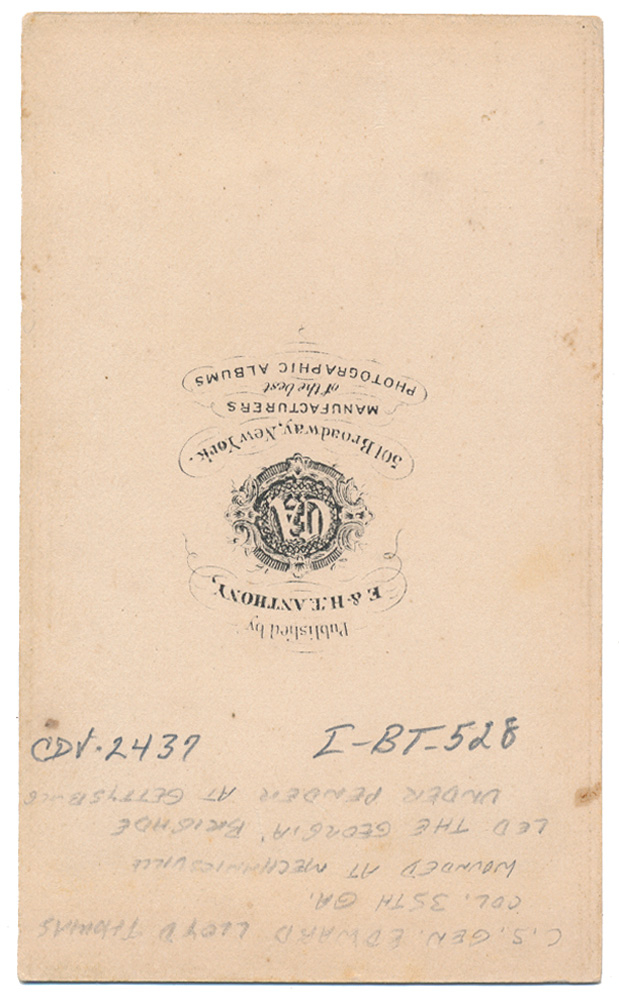 C.S. GEN. EDWARD LLOYD THOMAS
COL. 35TH GA.
WOUNDED AT MECHANICSVILLE
LED THE GEORGIA BRIGADE
UNDER PENDER AT GETTYSBURG
CDV-2437 I-BT-528
Published by
E. & H.T. ANTHONY,
501 Broadway, New York.
MANUFACTURERS
of the best
PHOTOGRAPHIC ALBUMS